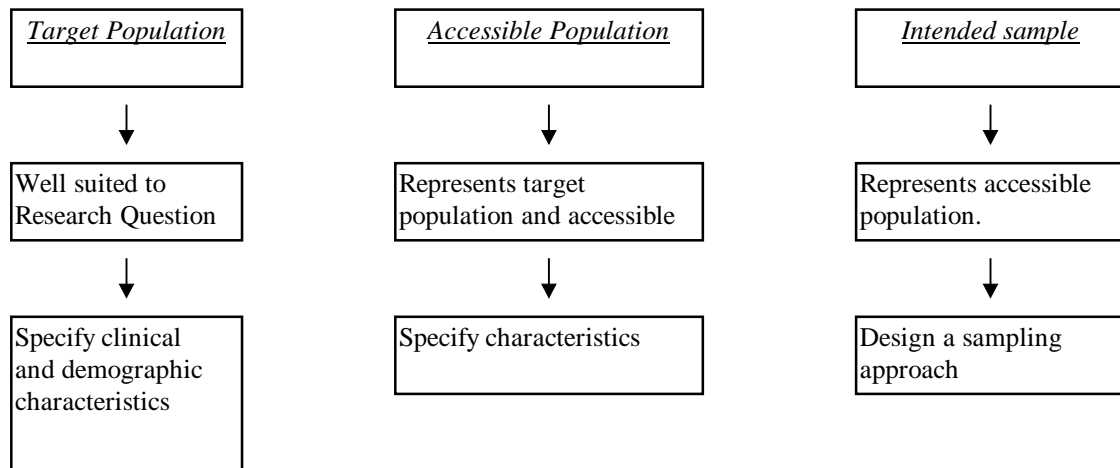 Target Population
Accessible Population
Intended sample
Well suited to
Research Question
Represents target
population and accessible
Represents accessible
population.
Specify clinical
and demographic
characteristics
Specify characteristics
Design a sampling
approach